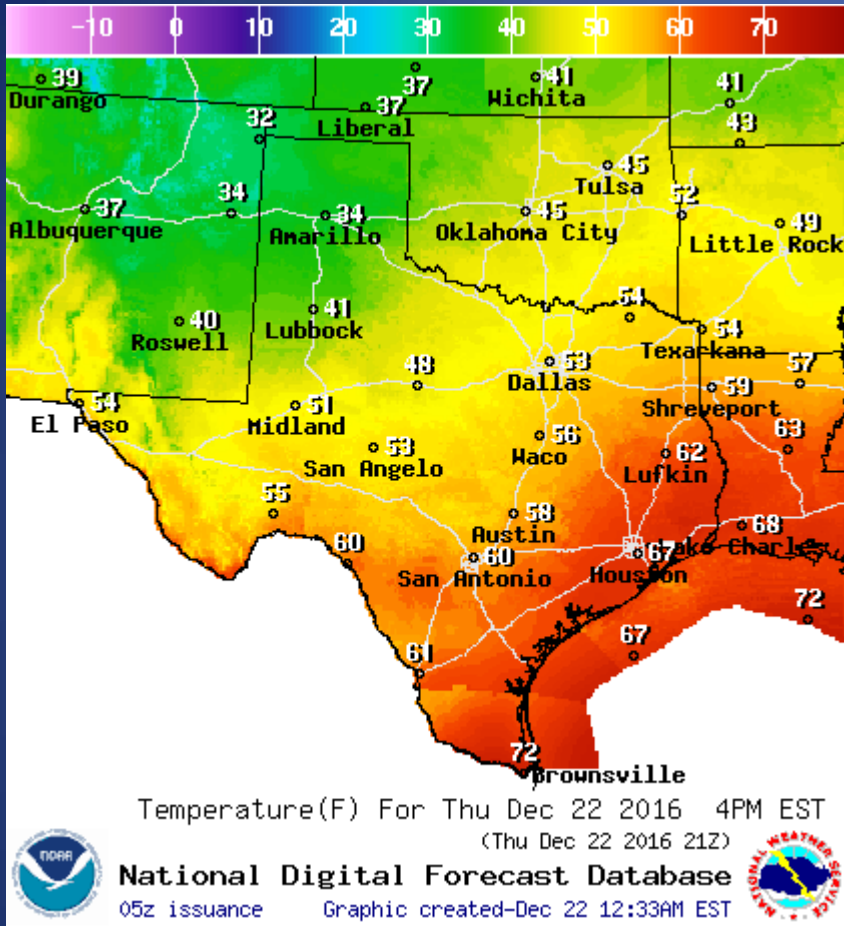 -10 0 10 20 30 40 50 60 70
39
Durango
37
41
Wichita
37
Liberal
41
32
43
45
Tulsa
37
Albuquerque
34
34
Amarillo
45
Oklahoma City
52
49
Little Rock
40
Roswell
41
Lubbock
54
54
Texarkana
48
53
Dallas
57
59
Shreveport
54
El Paso
51
Midland
53
San Angelo
56
Waco
62
Lufkin
63
55
58
Austin
68
Lake Charles
60
60
San Antonio
67
Houston
72
67
61
72
Brownsville
Temperature(F) For Thu Dec 22 2016 4PM EST
(Thu Dec 22 2016 21Z)
National Digital Forecast Database
05z issuance Graphic created-Dec 22 12:33AM EST
NOAA
NATIONAL WEATHER SERVICE